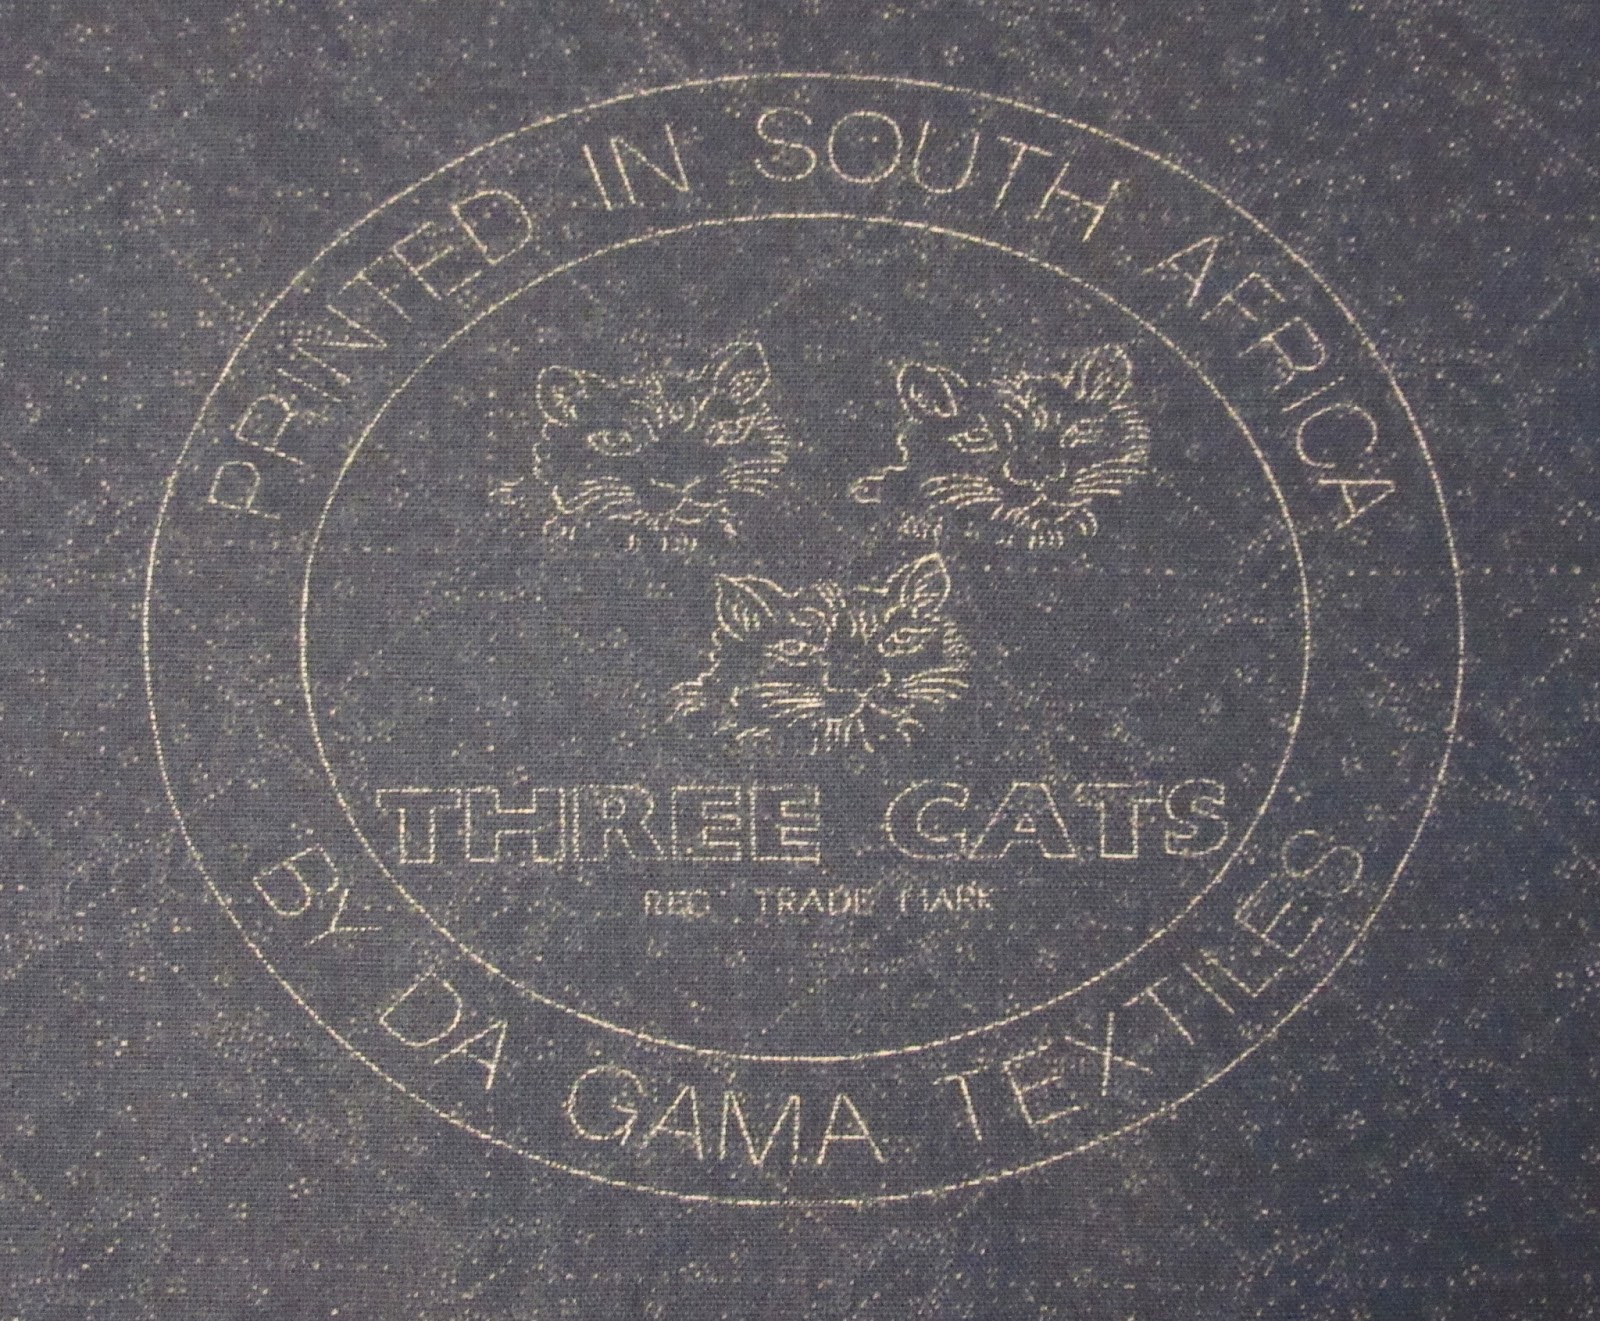 PRINTED IN SOUTH AFRICA
THREE CATS
REG TRADE MARK
BY DA GAMA TEXTILES